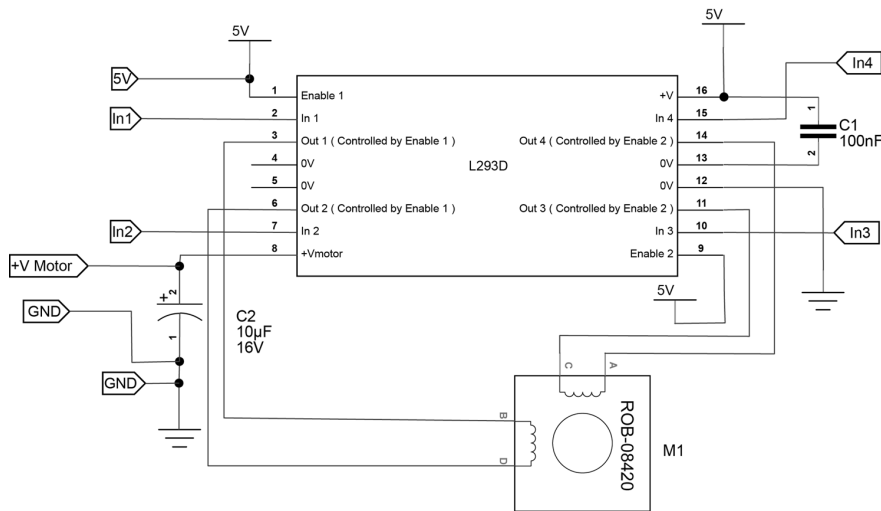 5V
5V
5V
In1
In2
+V Motor
GND
GND
1
Enable 1
2
In 1
3
Out 1 ( Controlled by Enable 1 )
4
0V
5
0V
6
Out 2 ( Controlled by Enable 1 )
7
In 2
8
+Vmotor
L293D
+V
16
In 4
15
Out 4 ( Controlled by Enable 2 )
14
0V
13
0V
12
Out 3 ( Controlled by Enable 2 )
11
In 3
10
Enable 2
9
In4
1
C1
100nF
2
In3
5V
+
2
1
C2
10µF
16V
C
A
B
D
ROB-08420
M1